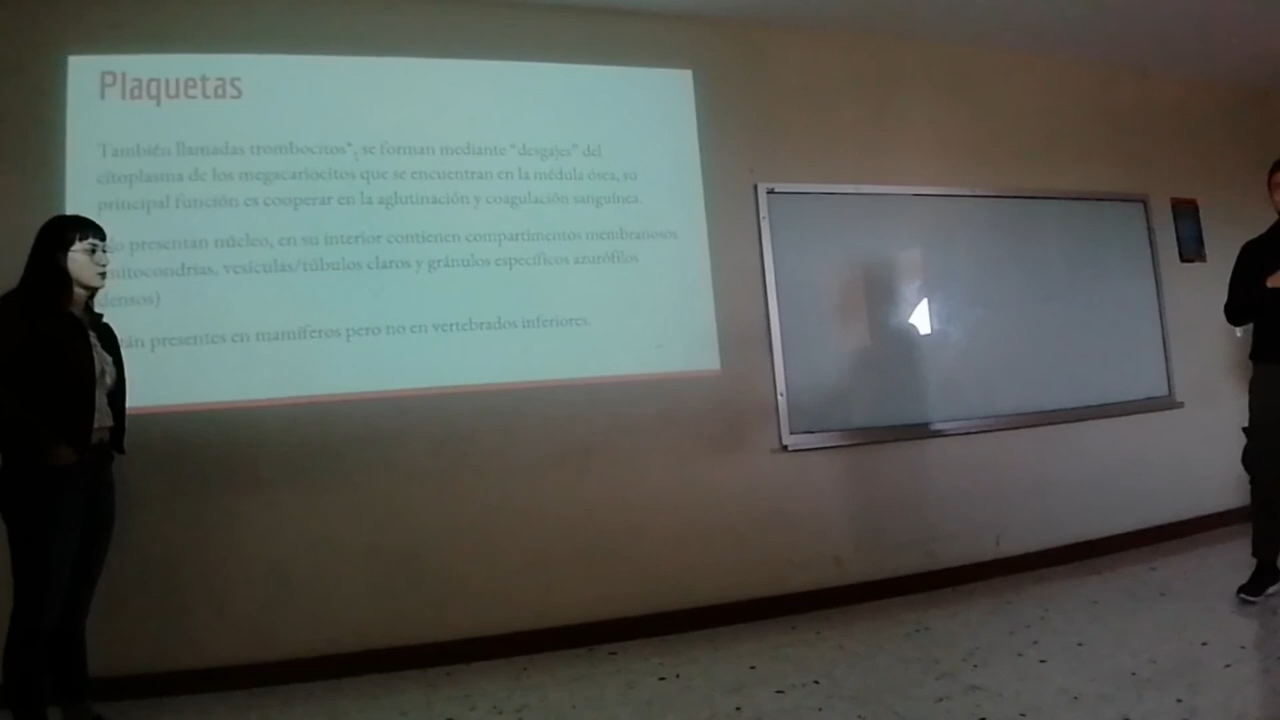 Plaquetas
También llamadas trombocitos*, se forman mediante "desgajes" del
citoplasma de los megacariocitos que se encuentran en la médula ósea, su
principal función es cooperar en la aglutinación y coagulación sanguínea.
presentan núcleo, en su interior contienen compartimentos membranosos
mitocondrias, vesículas/túbulos claros y gránulos específicos azurófilos
densos)
presentes en mamíferos pero no en vertebrados inferiores.